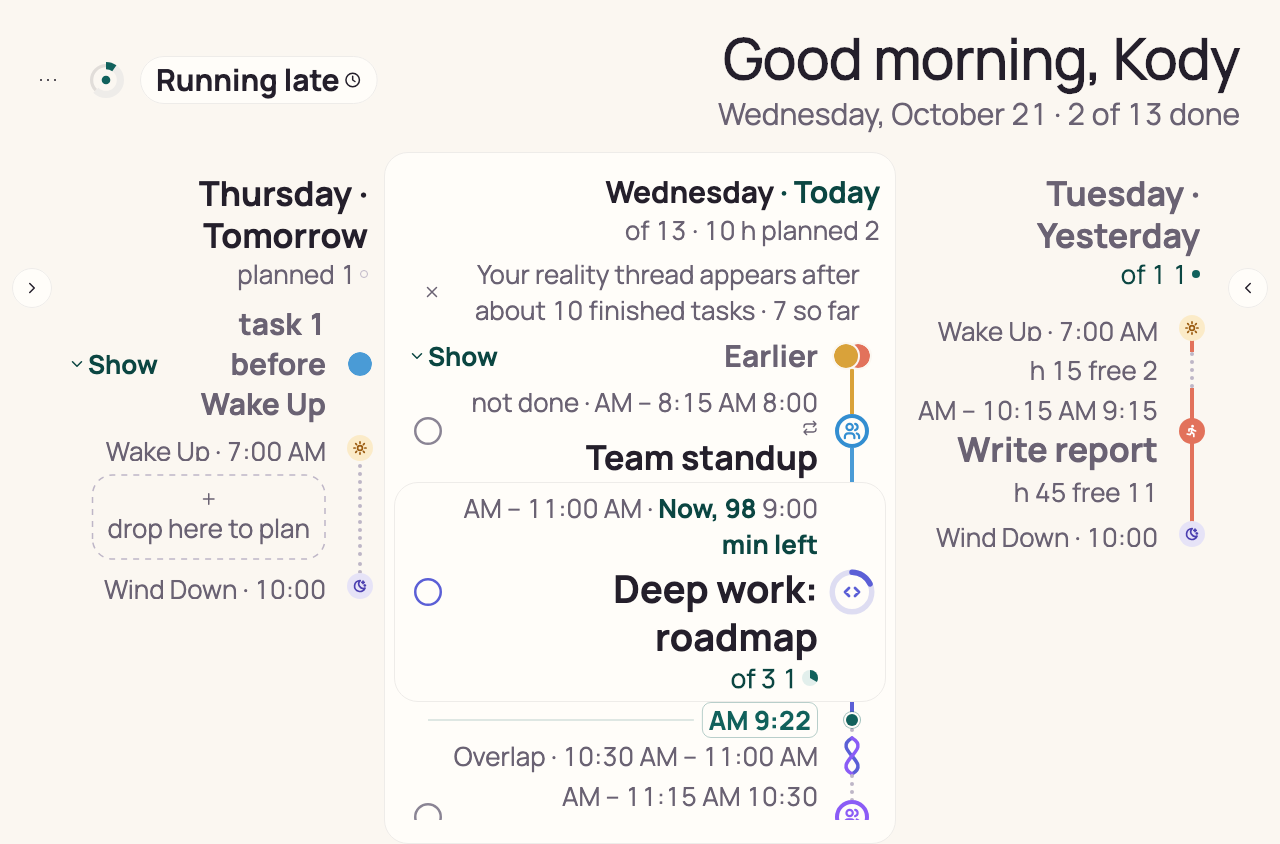 Good morning, Kody
Wednesday, October 21 · 2 of 13 done
Running late
...
Tuesday ·
Yesterday
of 1 1
Wake Up · 7:00 AM
h 15 free 2
AM – 10:15 AM 9:15
Write report
h 45 free 11
Wind Down · 10:00
Wednesday · Today
of 13 · 10 h planned 2
Your reality thread appears after
about 10 finished tasks · 7 so far
Earlier
Show
not done · AM – 8:15 AM 8:00
Team standup
AM – 11:00 AM · Now, 98 9:00
min left
Deep work:
roadmap
of 3 1
AM 9:22
Overlap · 10:30 AM – 11:00 AM
AM – 11:15 AM 10:30
Thursday ·
Tomorrow
planned 1
task 1
before
Wake Up
Show
Wake Up · 7:00 AM
+
drop here to plan
Wind Down · 10:00